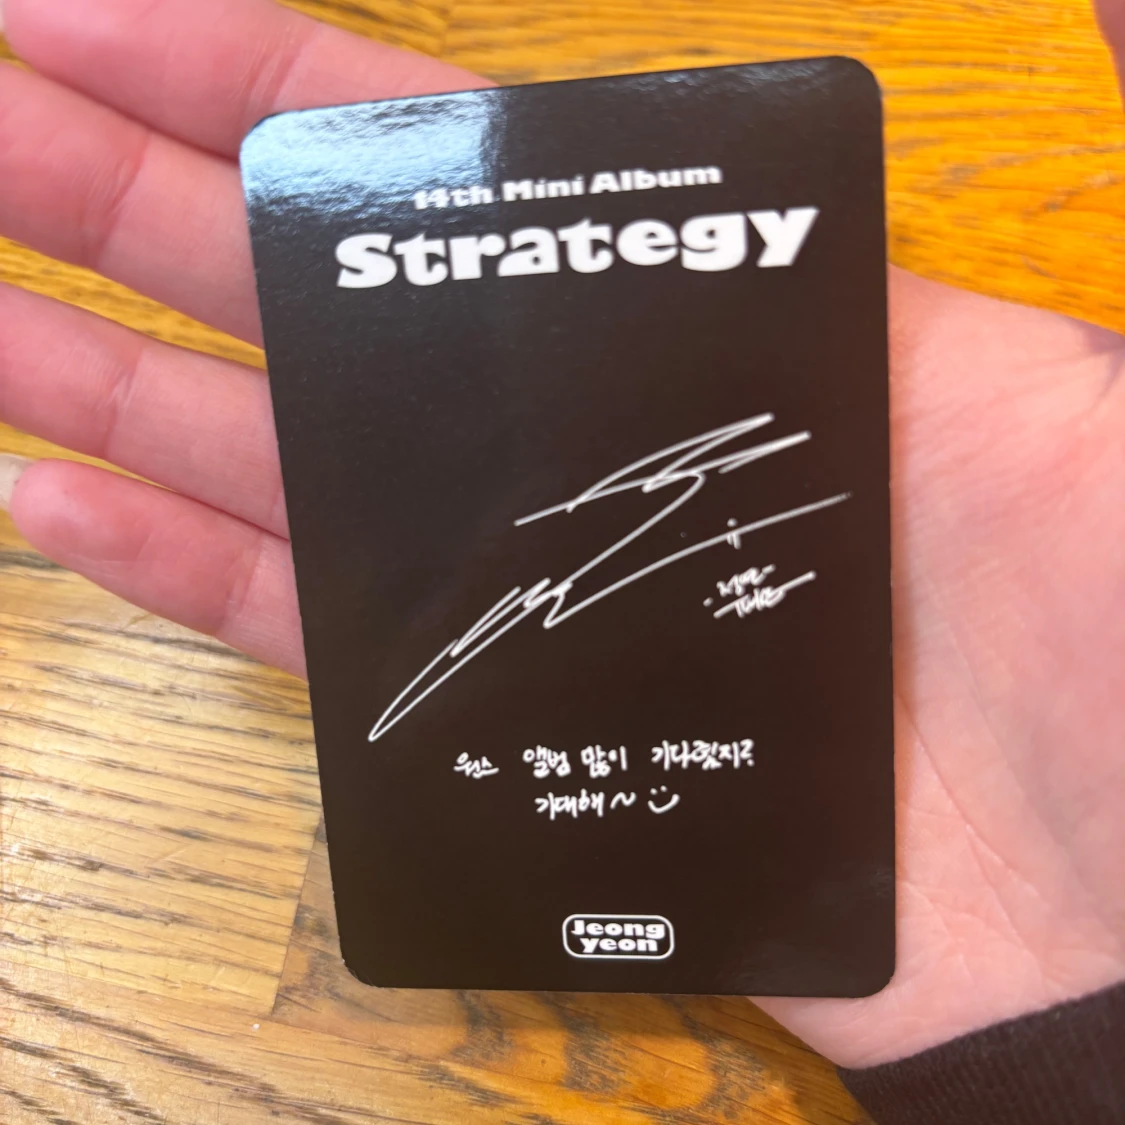 14th Mini Album
Strategy
원스 앨범 많이 기다렸지?
기대해~
Jeong
yeon